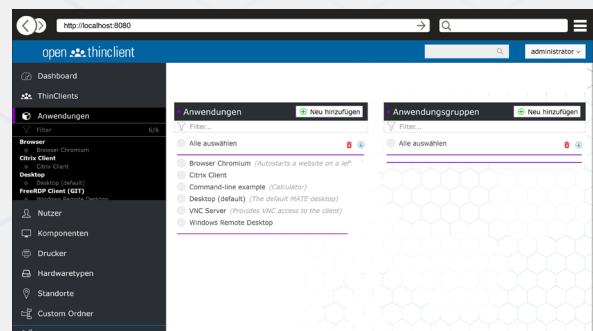 http://localhost:8080
open thinclient
administrator
Dashboard
ThinClients
Anwendungen
Filter 6/6
Browser
Browser Chromium
Citrix Client
Citrix Client
Desktop
Desktop (default)
FreeRDP Client (GIT)
Windows Remote Desktop
Nutzer
Komponenten
Drucker
Hardwaretypen
Standorte
Custom Ordner
Anwendungen Neu hinzufügen
Filter...
Alle auswählen
Browser Chromium (Autostarts a website on a lef
Citrix Client
Command-line example (Calculator)
Desktop (default) (The default MATE desktop)
VNC Server (Provides VNC access to the client)
Windows Remote Desktop
Anwendungsgruppen Neu hinzufügen
Filter...
Alle auswählen